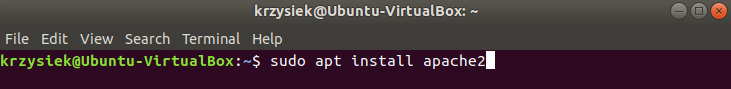 krzysiek@Ubuntu-VirtualBox: ~
File Edit View Search Terminal Help
krzysiek@Ubuntu-VirtualBox:~$ sudo apt install apache2